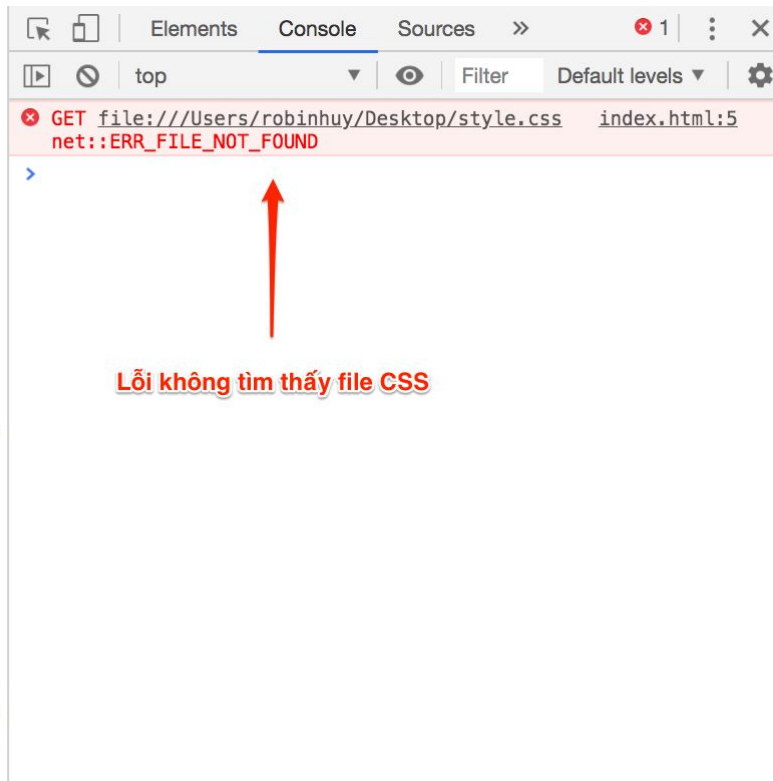 Elements Console Sources » 1
top Filter Default levels
GET file:///Users/robinhuy/Desktop/style.css index.html:5
net::ERR_FILE_NOT_FOUND
>
Lỗi không tìm thấy file CSS